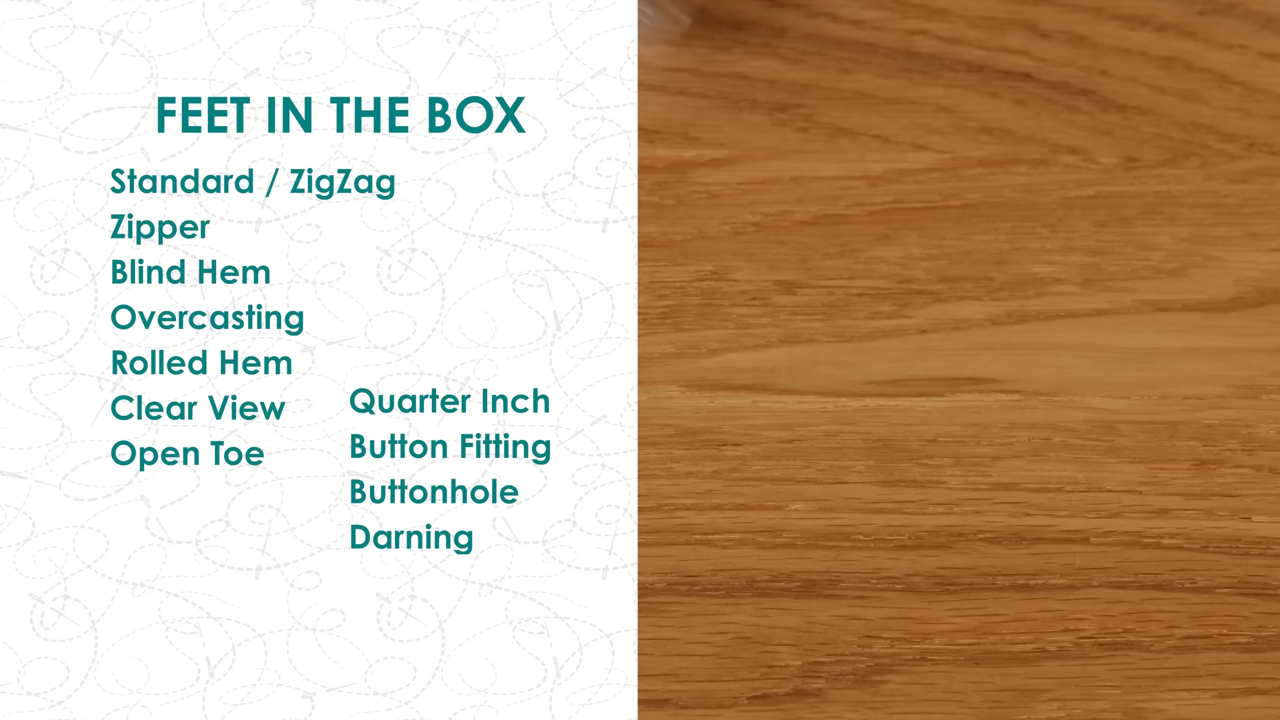 FEET IN THE BOX
Standard / ZigZag
Zipper
Blind Hem
Overcasting
Rolled Hem
Clear View
Open Toe
Quarter Inch
Button Fitting
Buttonhole
Darning